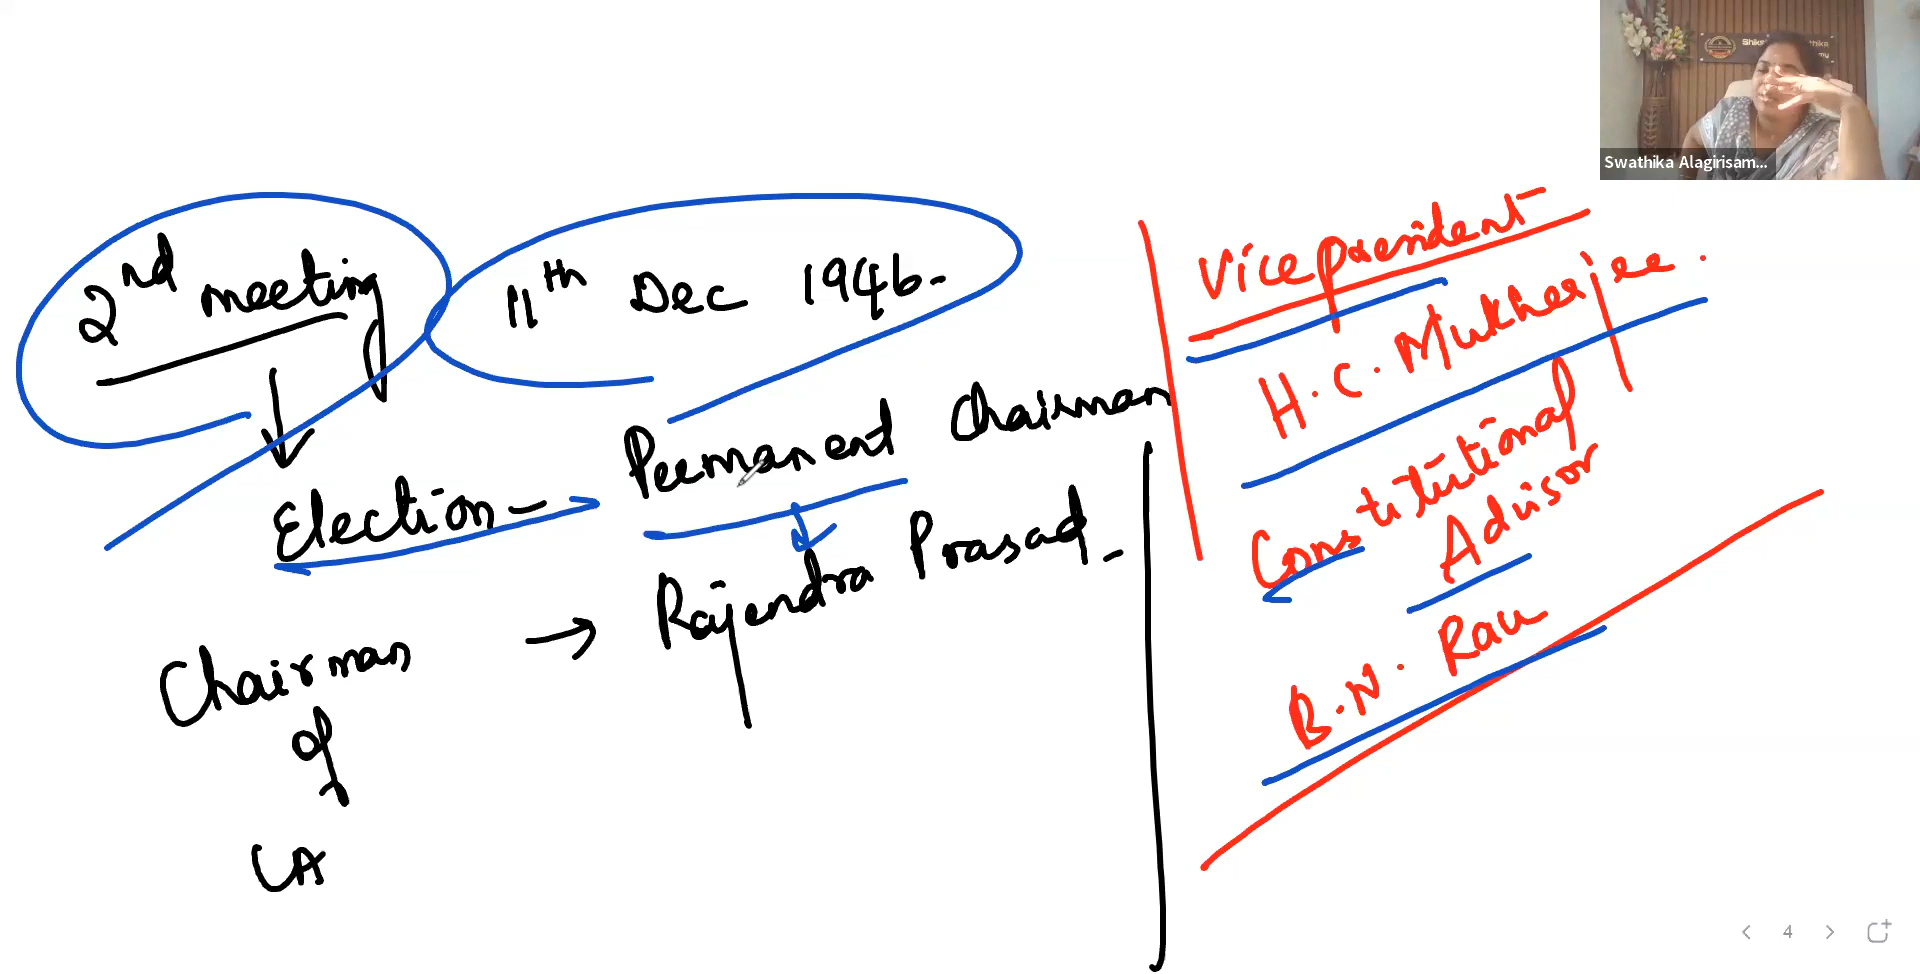 2nd meeting
11th Dec 1946.
Election - Permanent Chairman
Chairman → Rajendra Prasad -
of
CA
Vice president
H.C. Mukherjee.
Constitutional
Advisor
B.N. Rau
Swathika Alagirisam...
4